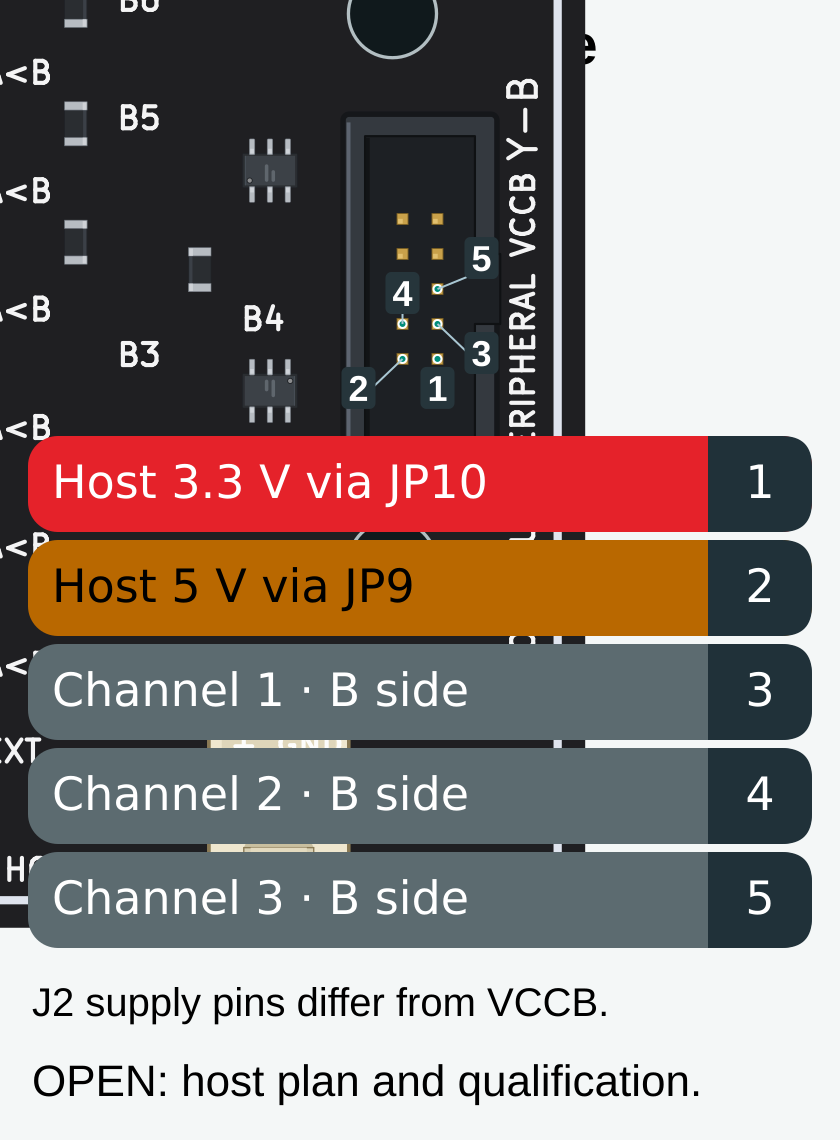 <B
B5
Y-B
<B
VCCB
5
4
<B
B4
B3
3
2
1
<B
Host 3.3 V via JP10 1
Host 5 V via JP9 2
Channel 1 · B side 3
Channel 2 · B side 4
Channel 3 · B side 5
J2 supply pins differ from VCCB.
OPEN: host plan and qualification.